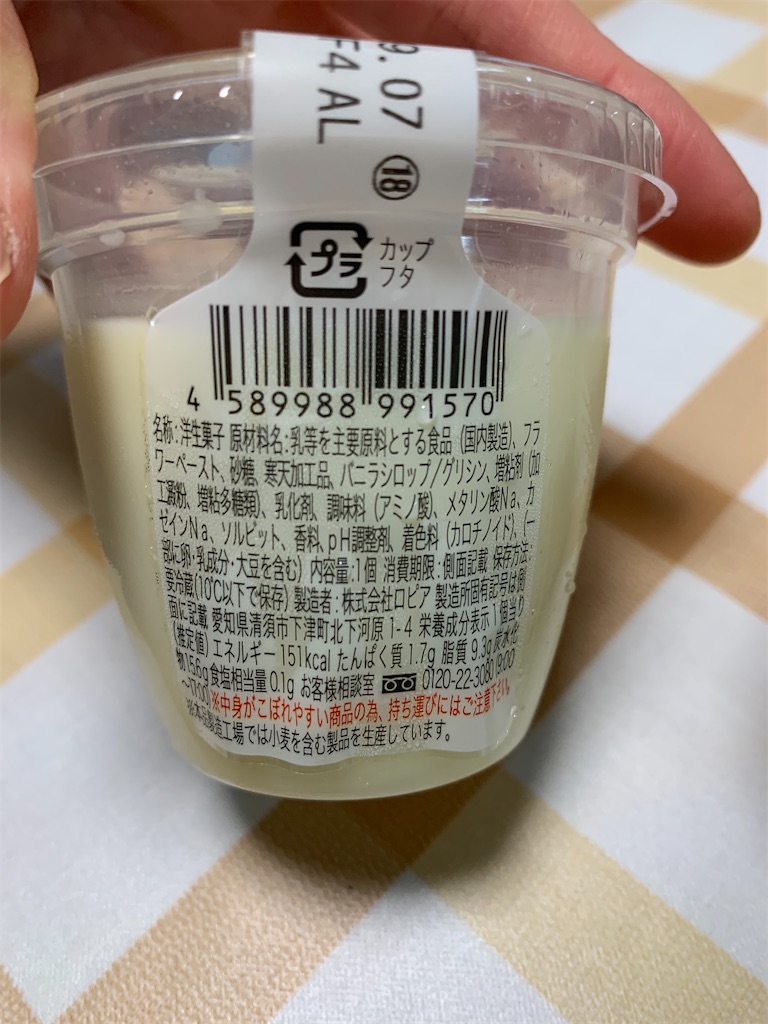 9.07
F4 AL
⑱
プラ
カップ
フタ
4 589988 991570
名称:洋生菓子 原材料名:乳等を主要原料とする食品(国内製造)、フラ
ワーペースト、砂糖、寒天加工品、バニラシロップ/グリシン、増粘剤(加
工澱粉、増粘多糖類)、乳化剤、調味料(アミノ酸)、メタリン酸Na、カ
ゼインNa、ソルビット、香料、pH調整剤、着色料(カロチノイド)、(一
部に卵・乳成分・大豆を含む) 内容量:1個 消費期限:側面記載 保存方法:
要冷蔵(10℃以下で保存) 製造者:株式会社ロピア 製造所固有記号は側
面に記載 愛知県清須市下津町北下河原1-4 栄養成分表示1個当り
(推定値) エネルギー151kcal たんぱく質1.7g 脂質9.3g 炭水化
物15.6g 食塩相当量0.1g お客様相談室 0120-22-3080 (9:00
〜17:00) ※中身がこぼれやすい商品の為、持ち運びにはご注意下さい。
※本品製造工場では小麦を含む製品を生産しています。